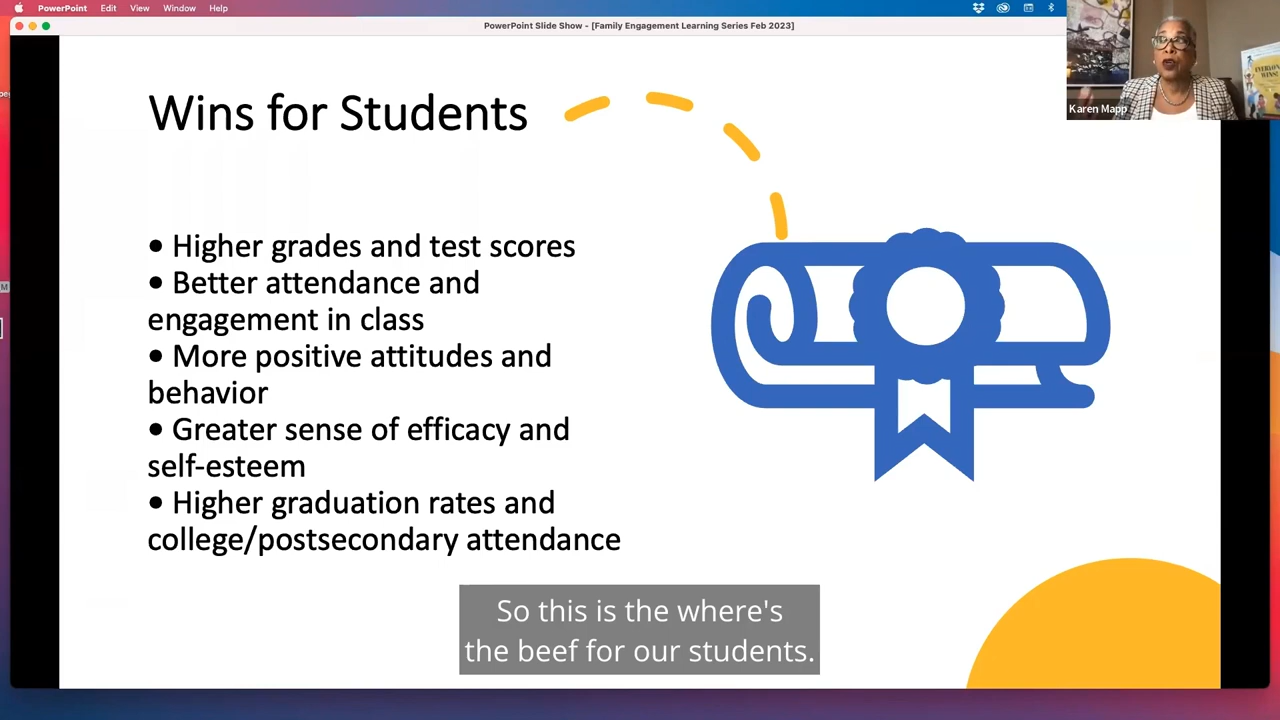 PowerPoint Edit View Window Help
PowerPoint Slide Show - [Family Engagement Learning Series Feb 2023]
Karen Mapp
EVERYONE
WINS!
Wins for Students
• Higher grades and test scores
• Better attendance and
engagement in class
• More positive attitudes and
behavior
• Greater sense of efficacy and
self-esteem
• Higher graduation rates and
college/postsecondary attendance
So this is the where's
the beef for our students.